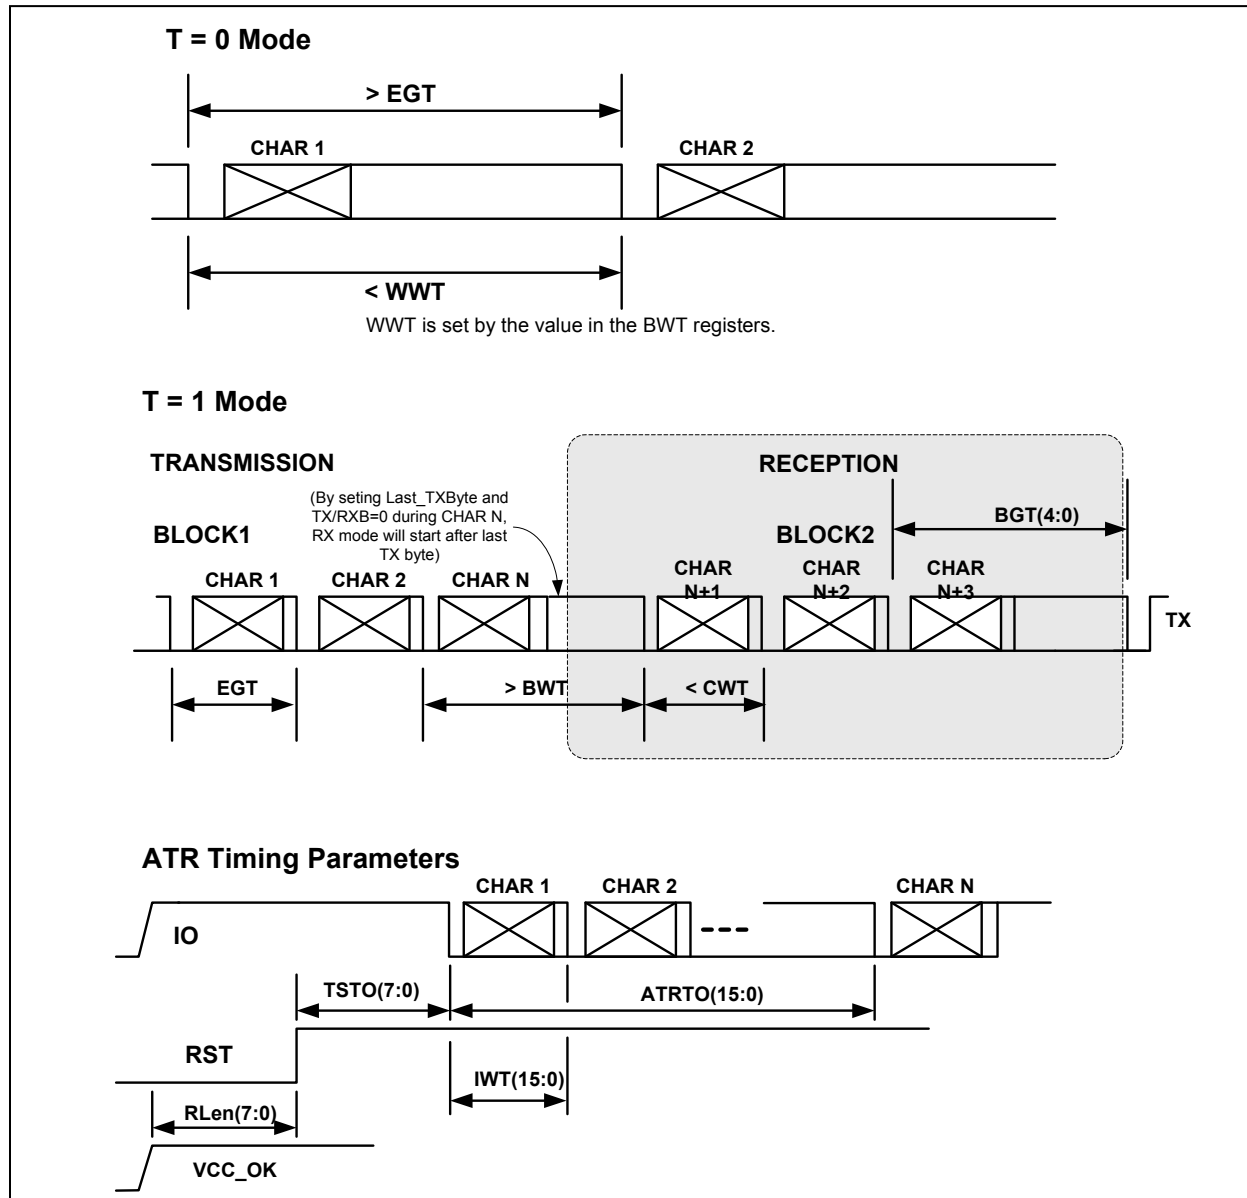 T = 0 Mode
> EGT
CHAR 1
CHAR 2
< WWT
WWT is set by the value in the BWT registers.
T = 1 Mode
TRANSMISSION
RECEPTION
(By seting Last_TXByte and
TX/RXB=0 during CHAR N,
RX mode will start after last
TX byte)
BGT(4:0)
BLOCK1
BLOCK2
CHAR 1
CHAR 2
CHAR N
CHAR
N+1
CHAR
N+2
CHAR
N+3
TX
EGT
> BWT
< CWT
ATR Timing Parameters
CHAR 1
CHAR 2
CHAR N
IO
TSTO(7:0)
ATRTO(15:0)
RST
IWT(15:0)
RLen(7:0)
VCC_OK